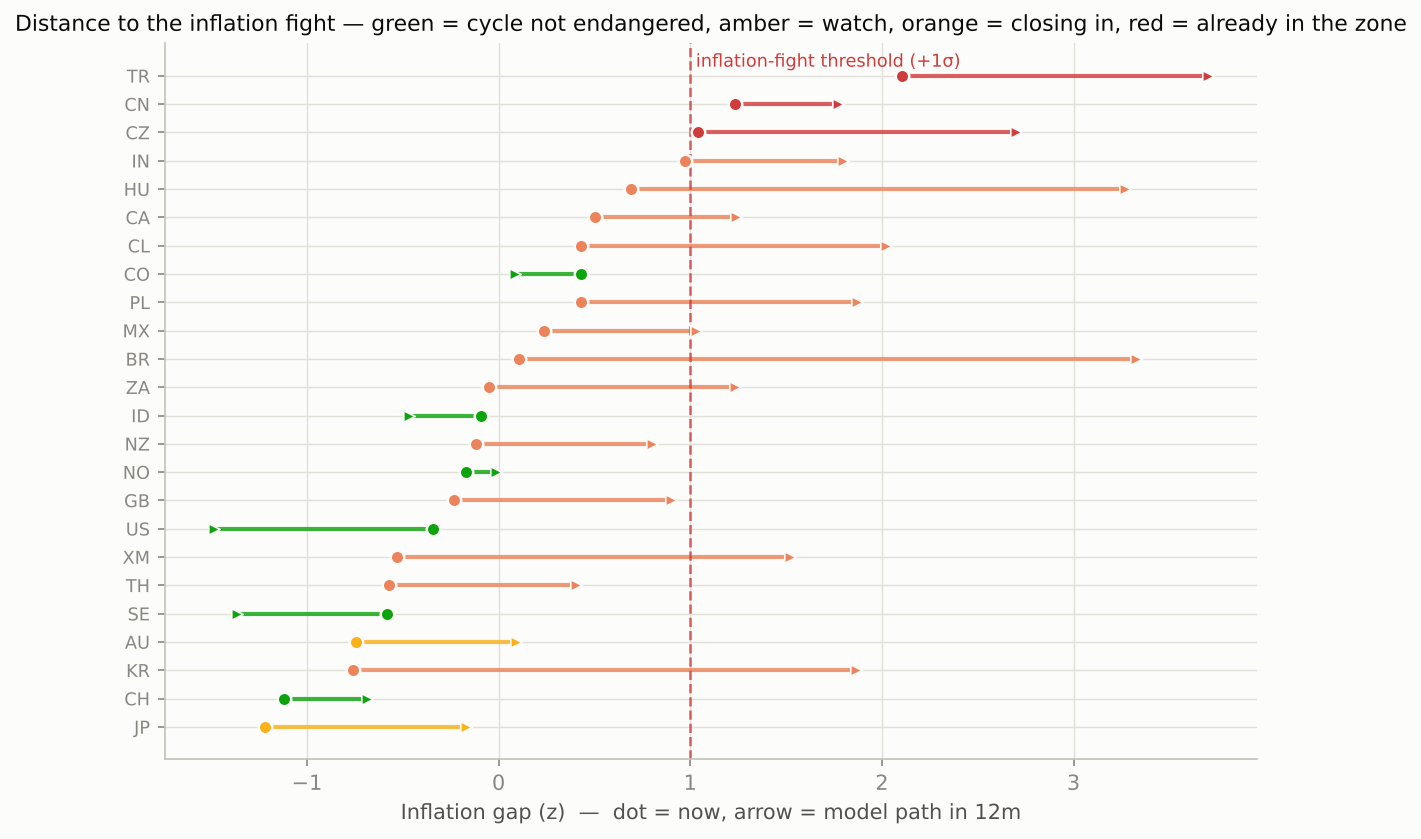 Distance to the inflation fight — green = cycle not endangered, amber = watch, orange = closing in, red = already in the zone
inflation-fight threshold (+1σ)
TR
CN
CZ
IN
HU
CA
CL
CO
PL
MX
BR
ZA
ID
NZ
NO
GB
US
XM
TH
SE
AU
KR
CH
JP
−1 0 1 2 3
Inflation gap (z) — dot = now, arrow = model path in 12m